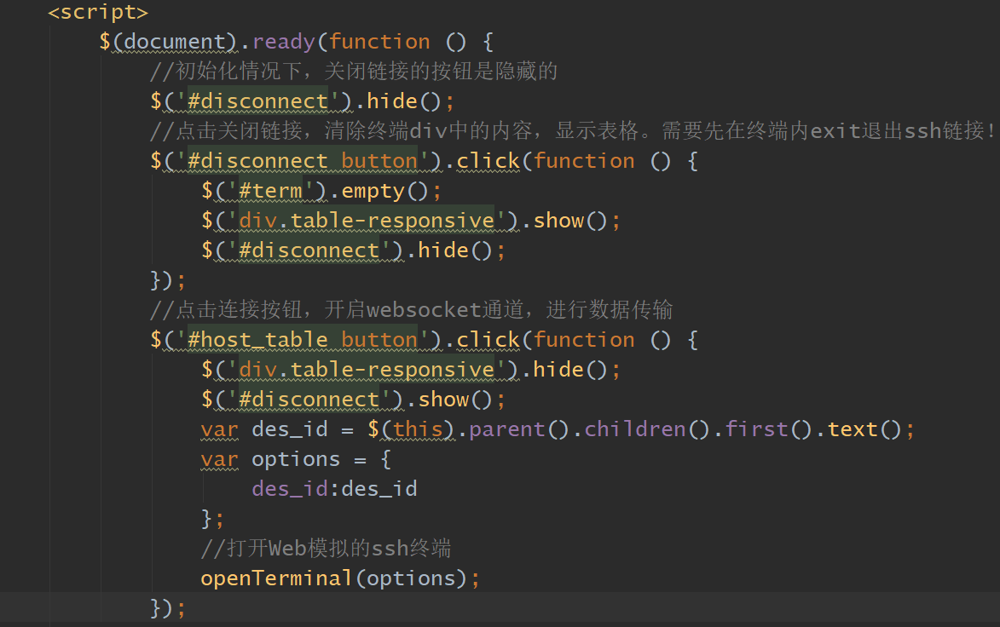 <script>
$(document).ready(function () {
//初始化情况下，关闭链接的按钮是隐藏的
$('#disconnect').hide();
//点击关闭链接，清除终端div中的内容，显示表格。需要先在终端内exit退出ssh链接！
$('#disconnect button').click(function () {
$('#term').empty();
$('div.table-responsive').show();
$('#disconnect').hide();
});
//点击连接按钮，开启websocket通道，进行数据传输
$('#host_table button').click(function () {
$('div.table-responsive').hide();
$('#disconnect').show();
var des_id = $(this).parent().children().first().text();
var options = {
des_id:des_id
};
//打开Web模拟的ssh终端
openTerminal(options);
});